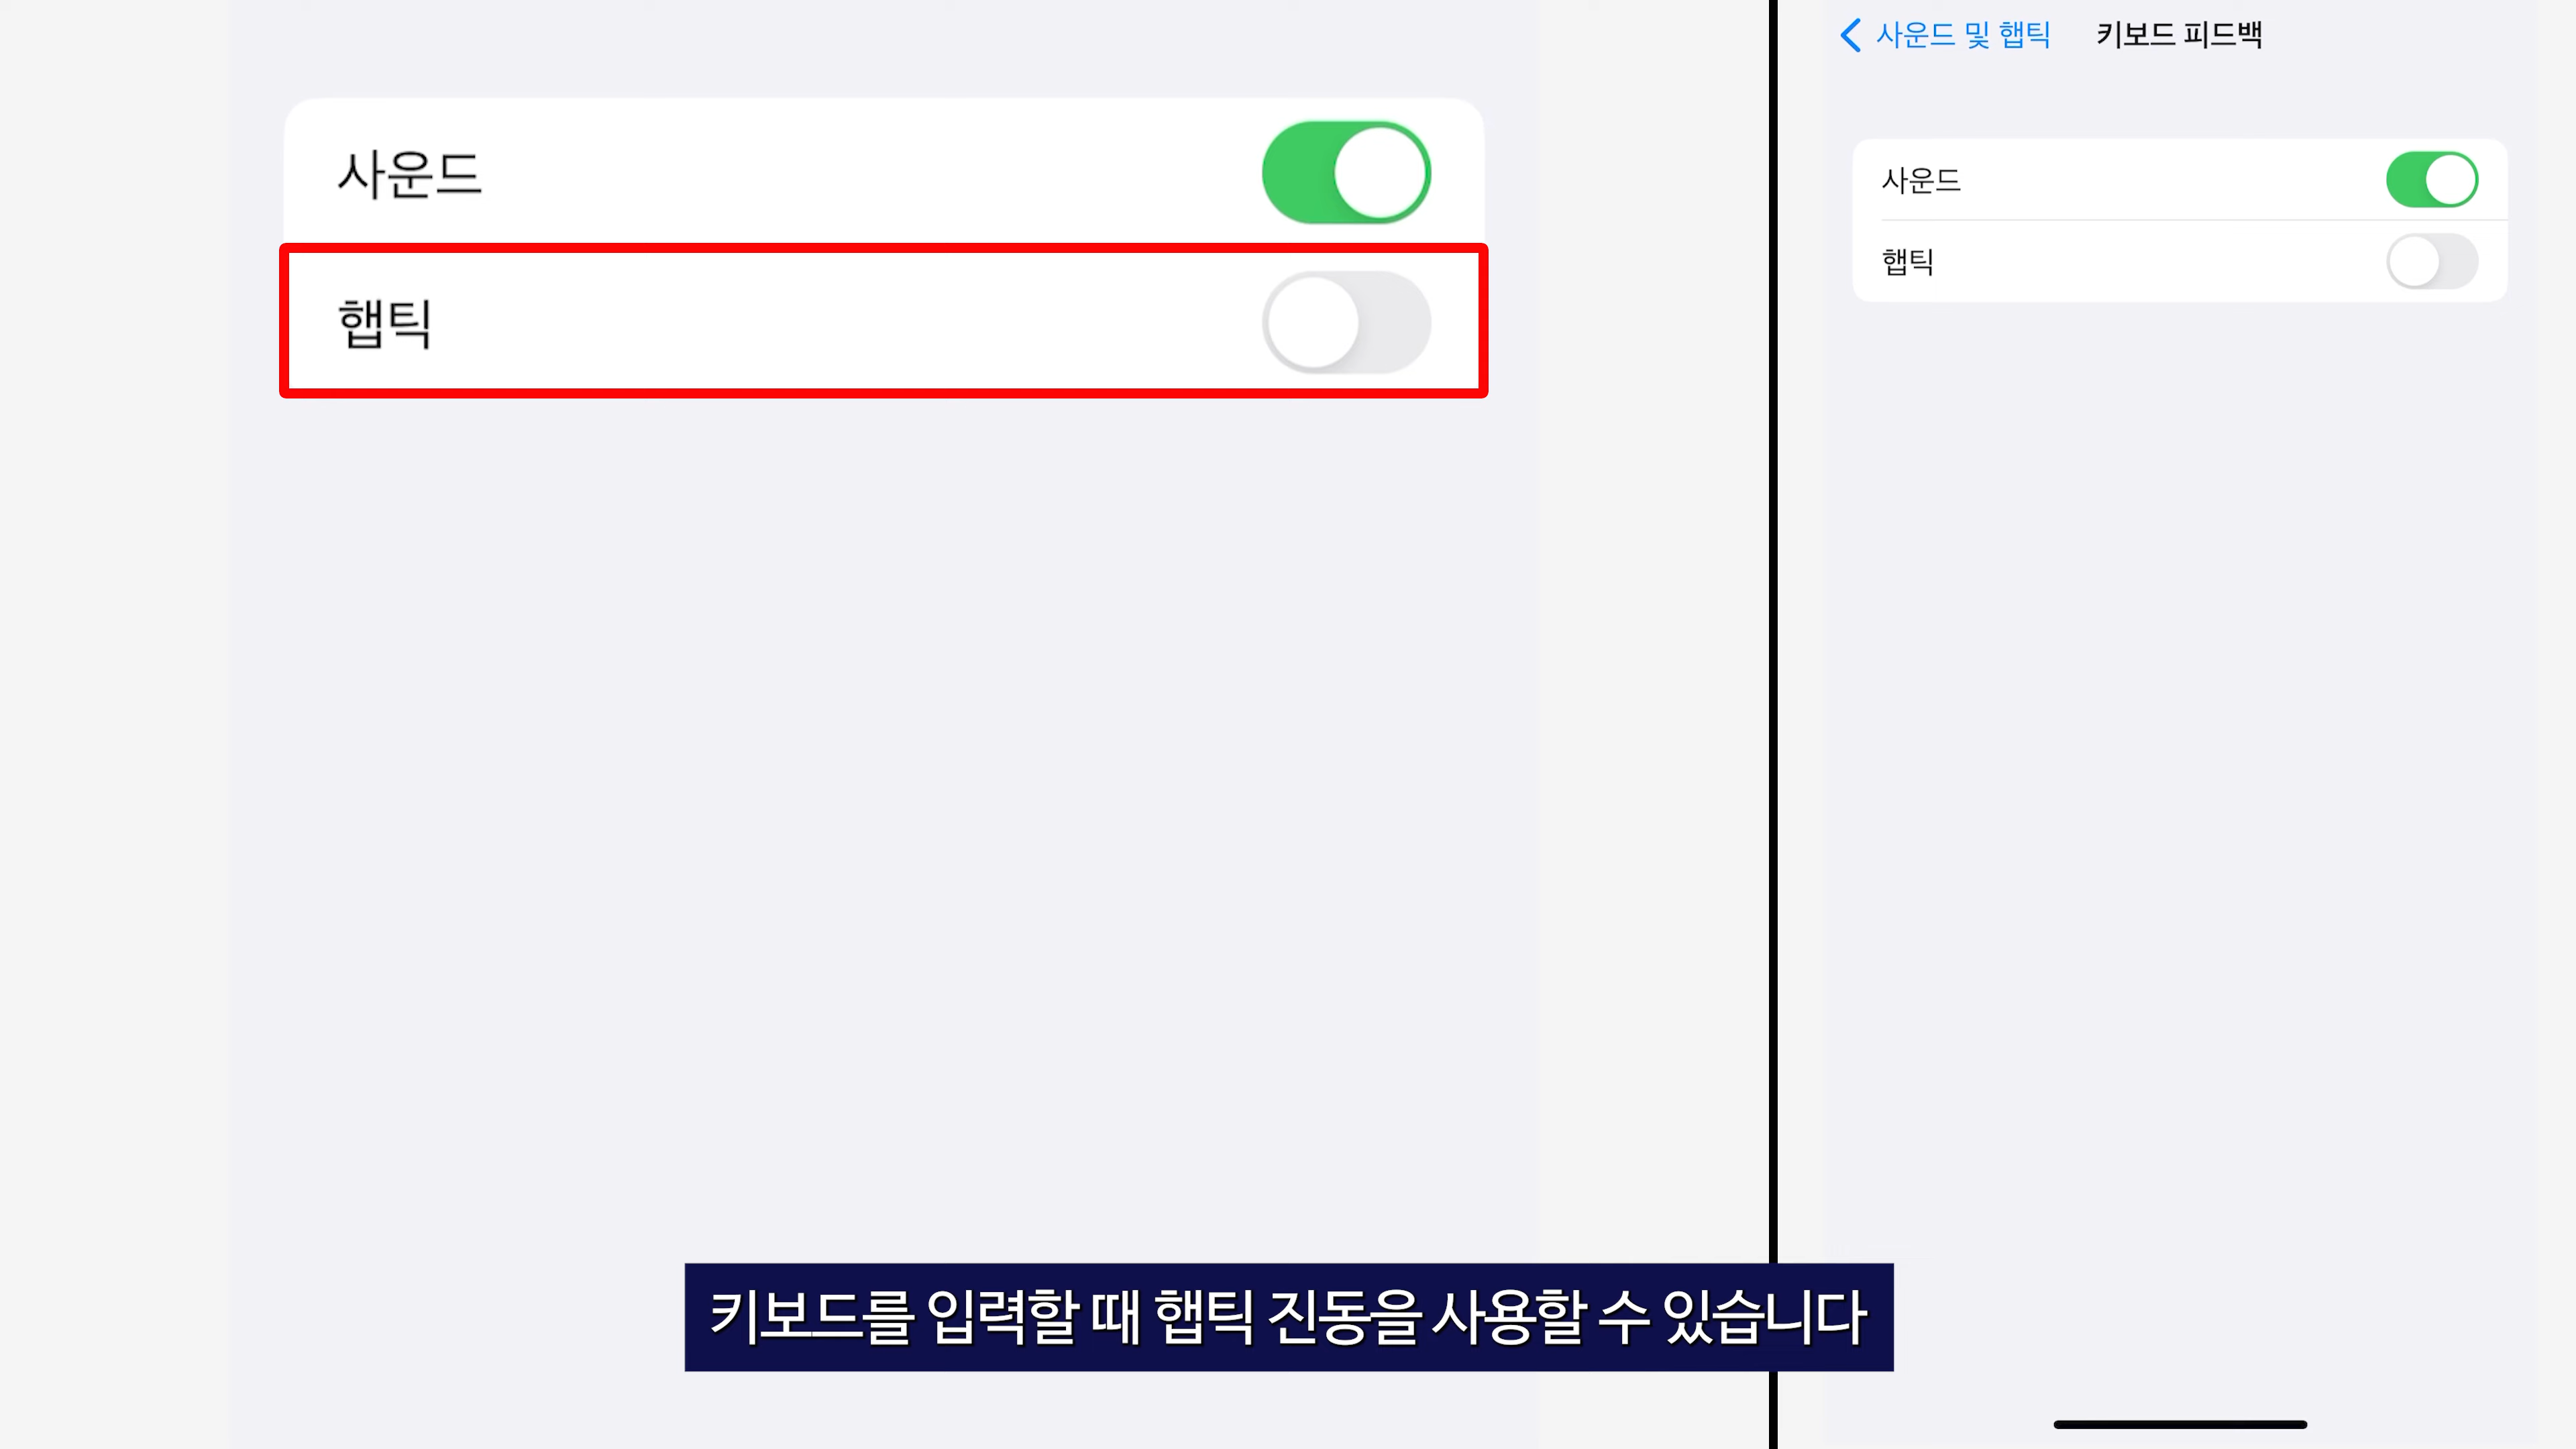 사운드
햅틱
사운드 및 햅틱 키보드 피드백
사운드
햅틱
키보드를 입력할 때 햅틱 진동을 사용할 수 있습니다